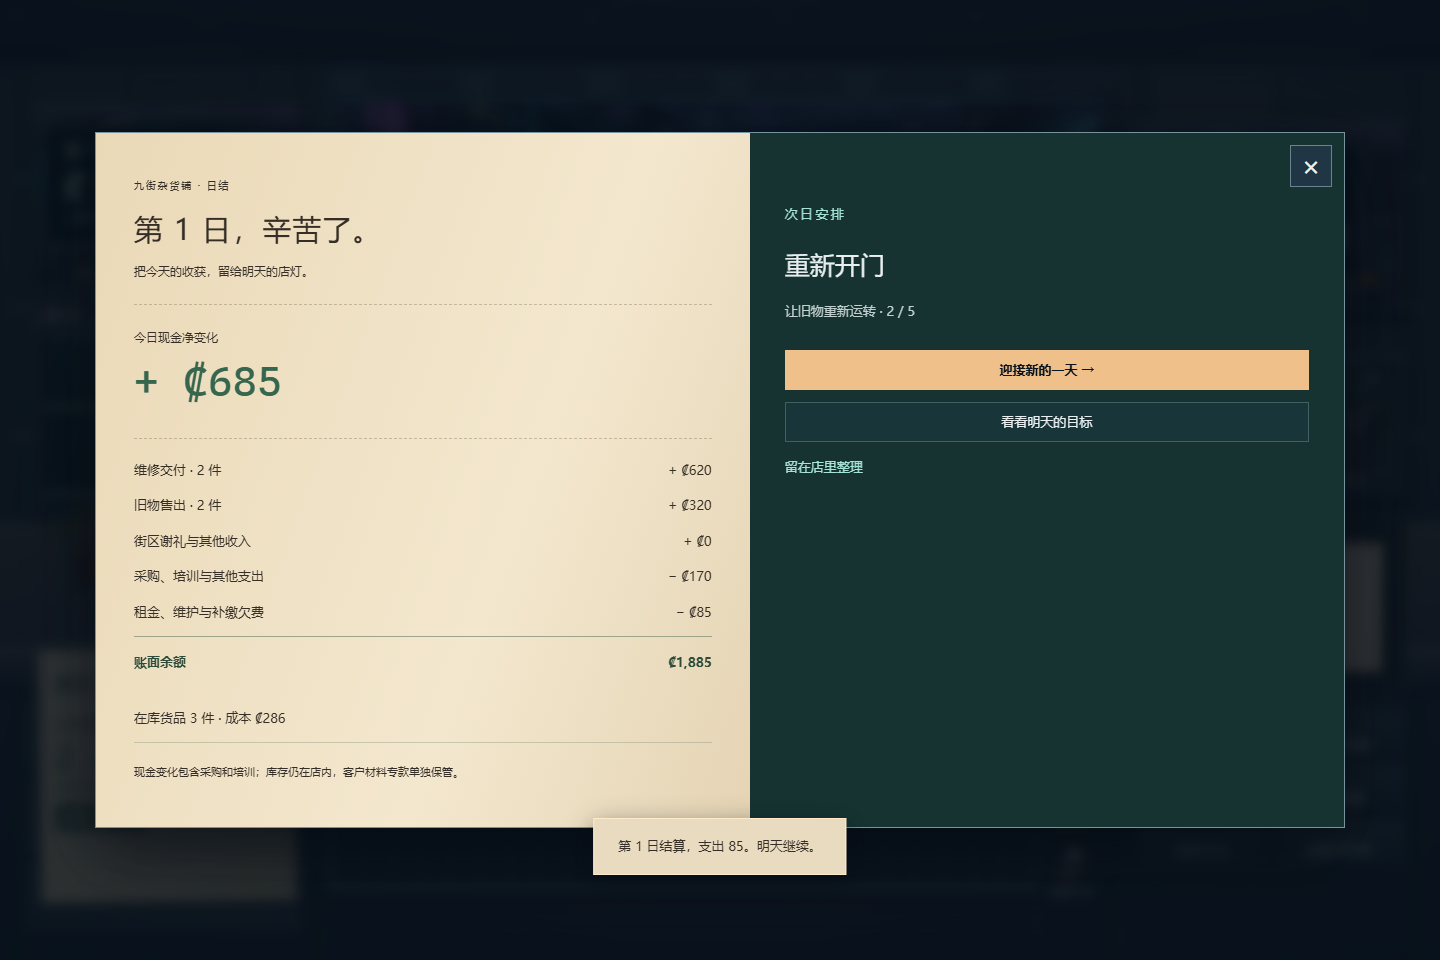 九街杂货铺 · 日结
第 1 日，辛苦了。
把今天的收获，留给明天的店灯。
今日现金净变化
+ ₡685
维修交付 · 2 件 + ₡620
旧物售出 · 2 件 + ₡320
街区谢礼与其他收入 + ₡0
采购、培训与其他支出 − ₡170
租金、维护与补缴欠费 − ₡85
账面余额 ₡1,885
在库货品 3 件 · 成本 ₡286
现金变化包含采购和培训；库存仍在店内，客户材料专款单独保管。
×
次日安排
重新开门
让旧物重新运转 · 2 / 5
迎接新的一天 →
看看明天的目标
留在店里整理
第 1 日结算，支出 85。明天继续。